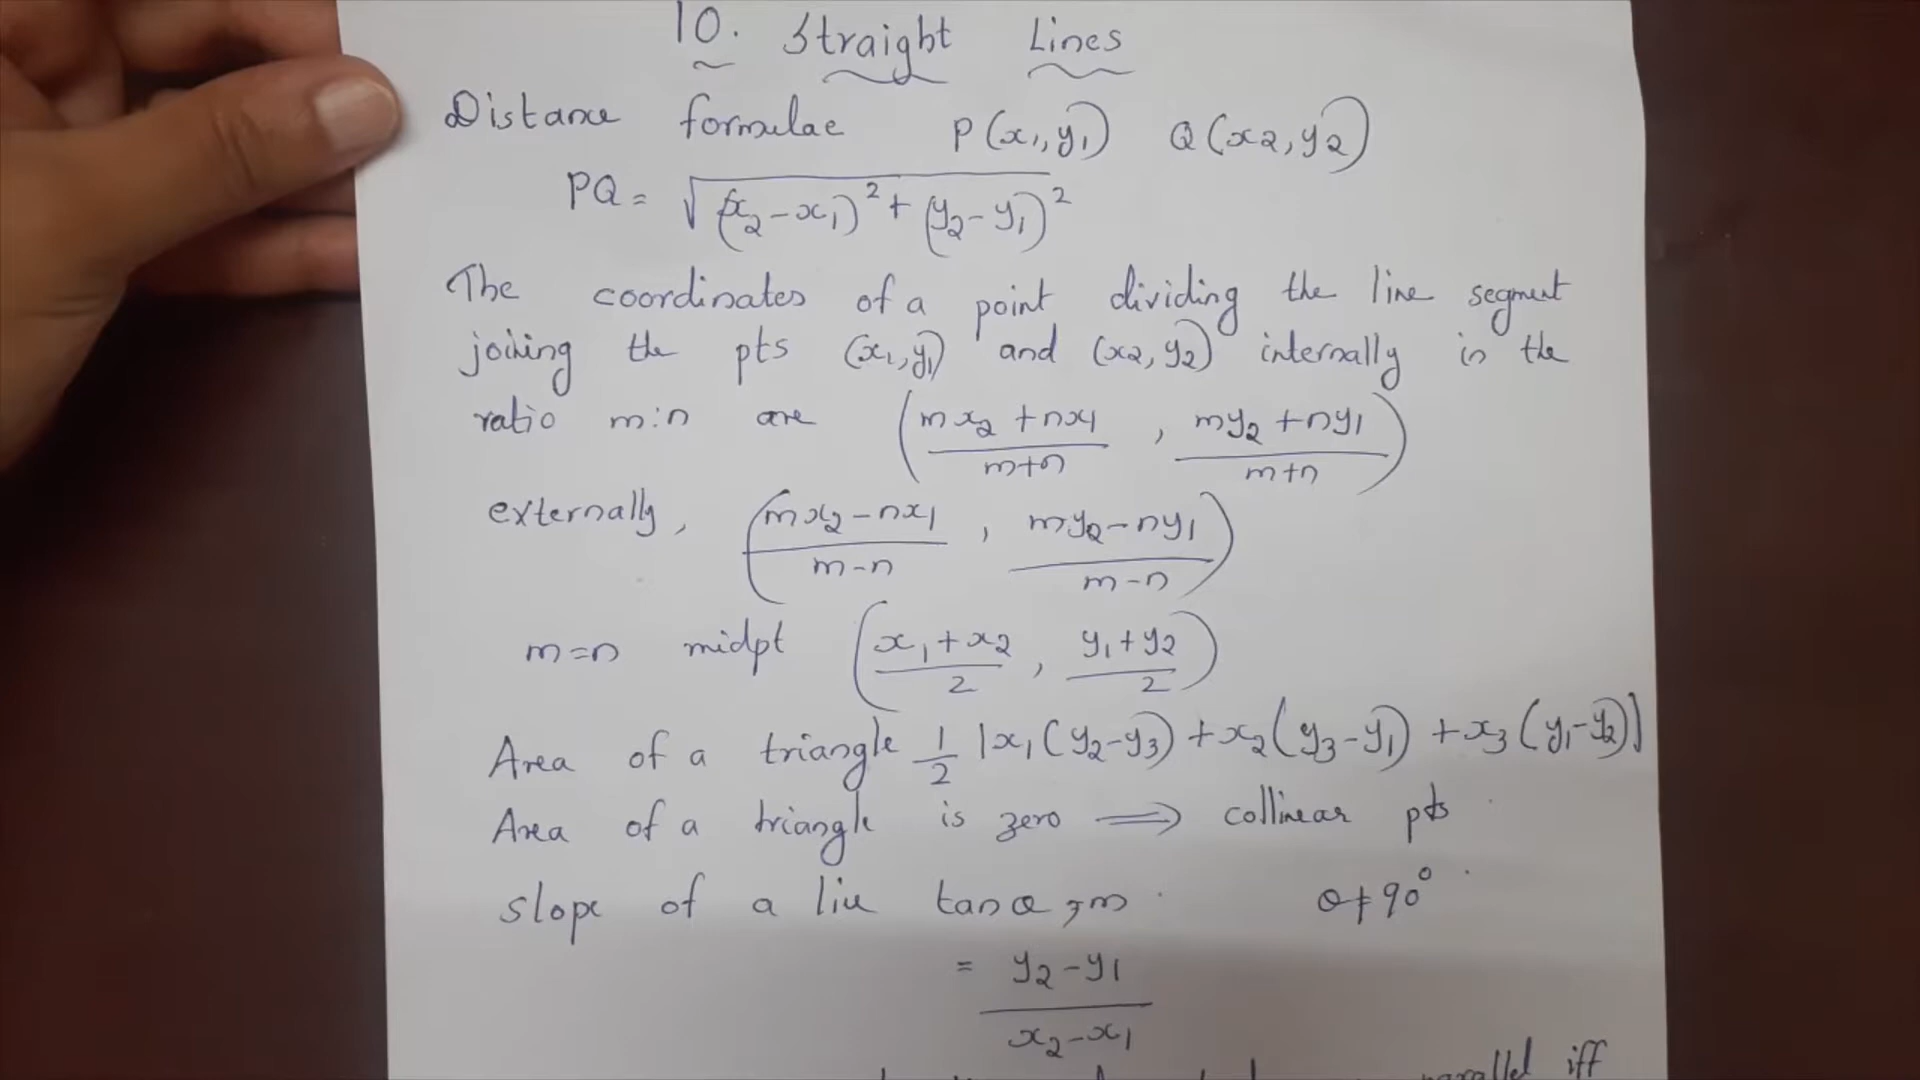 10. Straight Lines
Distance formulae P(x₁,y₁) Q(x₂,y₂)
PQ = √((x₂-x₁)² + (y₂-y₁)²)
The coordinates of a point dividing the line segment
joining the pts (x₁,y₁) and (x₂,y₂) internally in the
ratio m:n are ((mx₂+nx₁)/(m+n), (my₂+ny₁)/(m+n))
externally, ((mx₂-nx₁)/(m-n), (my₂-ny₁)/(m-n))
m=n midpt ((x₁+x₂)/2, (y₁+y₂)/2)
Area of a triangle 1/2 |x₁(y₂-y₃)+x₂(y₃-y₁)+x₃(y₁-y₂)|
Area of a triangle is zero ⟹ collinear pts.
slope of a line tanθ = m. θ≠90°.
= (y₂-y₁)/(x₂-x₁)
parallel iff